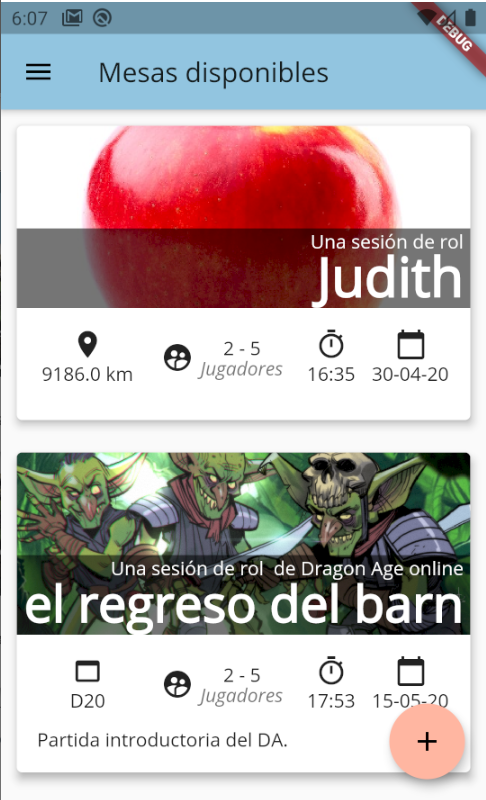 6:07
DEBUG
Mesas disponibles
Una sesión de rol
Judith
9186.0 km
2 - 5
Jugadores
16:35
30-04-20
Una sesión de rol  de Dragon Age online
el regreso del barn
D20
2 - 5
Jugadores
17:53
15-05-20
Partida introductoria del DA.
+